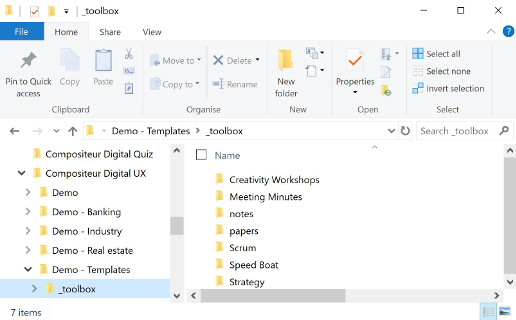 _toolbox
File Home Share View
Pin to Quick access
Copy
Paste
Clipboard
Move to
Copy to
Delete
Rename
Organise
New folder
New
Properties
Open
Select all
Select none
Invert selection
Select
Demo - Templates > _toolbox
Search _toolbox
Compositeur Digital Quiz
Compositeur Digital UX
Demo
Demo - Banking
Demo - Industry
Demo - Real estate
Demo - Templates
_toolbox
Name
Creativity Workshops
Meeting Minutes
notes
papers
Scrum
Speed Boat
Strategy
7 items